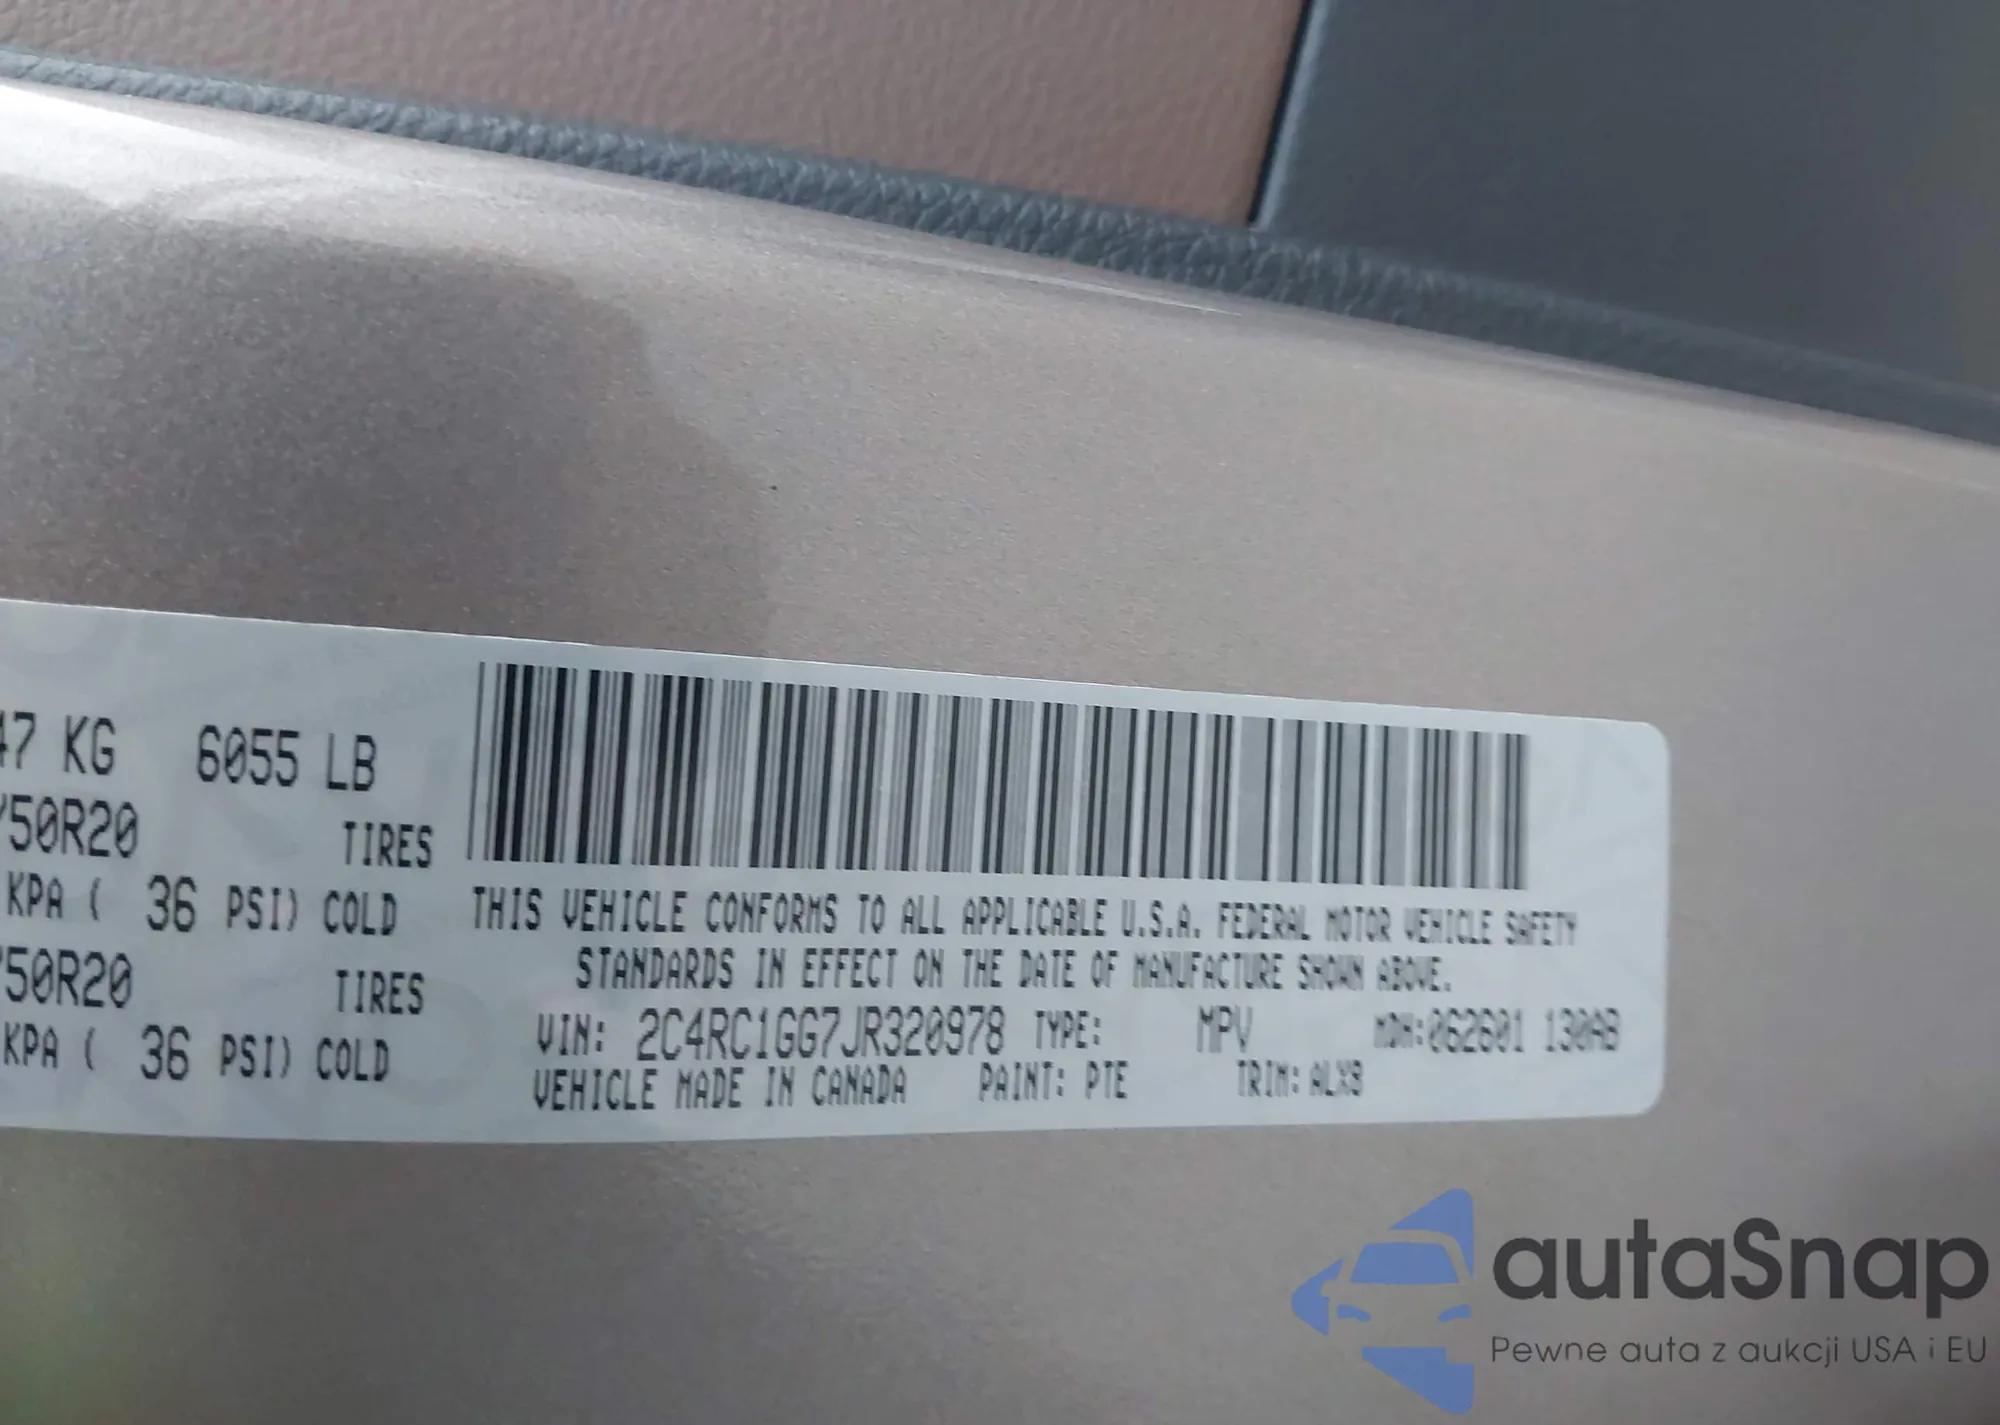 47 KG 6055 LB
/50R20 TIRES
KPA ( 36 PSI) COLD
/50R20 TIRES
KPA ( 36 PSI) COLD
THIS VEHICLE CONFORMS TO ALL APPLICABLE U.S.A. FEDERAL MOTOR VEHICLE SAFETY
STANDARDS IN EFFECT ON THE DATE OF MANUFACTURE SHOWN ABOVE.
VIN: 2C4RC1GG7JR320978 TYPE: MPV MDH:062601 130AB
VEHICLE MADE IN CANADA PAINT: PTE TRIM: ALX9
autaSnap
Pewne auta z aukcji USA i EU